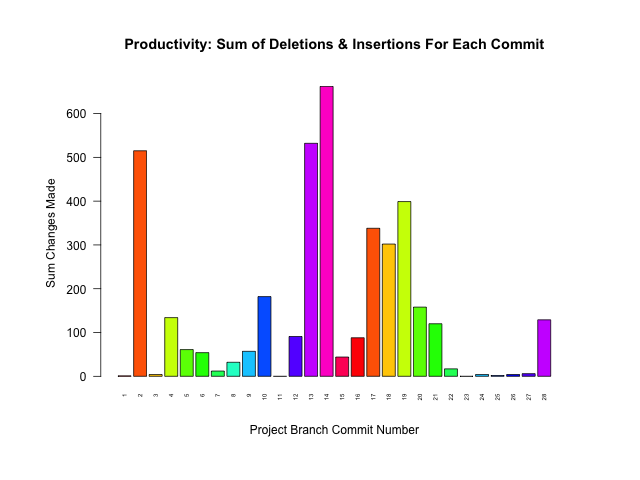 Productivity: Sum of Deletions & Insertions For Each Commit
Sum Changes Made
600
500
400
300
200
100
0
1 2 3 4 5 6 7 8 9 10 11 12 13 14 15 16 17 18 19 20 21 22 23 24 25 26 27 28
Project Branch Commit Number